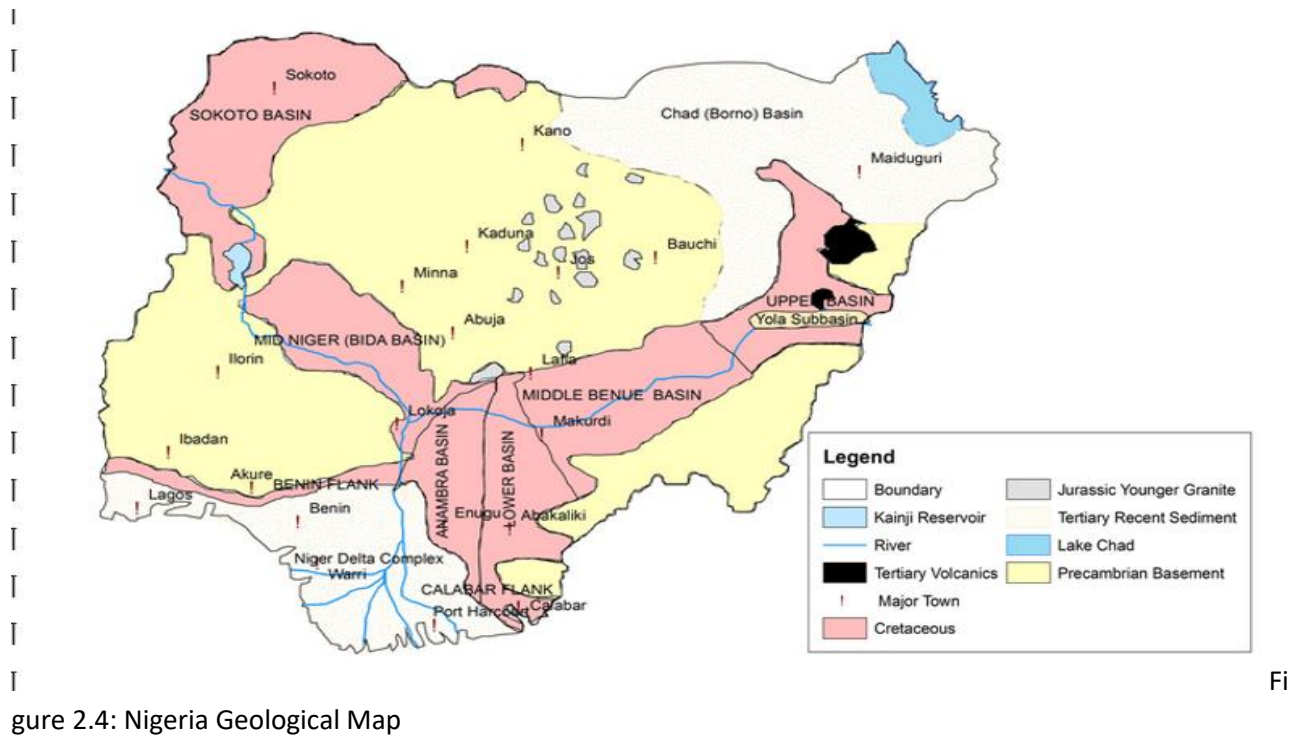 Sokoto
SOKOTO BASIN
Chad (Borno) Basin
Kano
Maiduguri
Kaduna
Bauchi
Jos
Minna
UPPER BASIN
Yola Subbasin
Abuja
MID NIGER (BIDA BASIN)
Ilorin
Lafia
MIDDLE BENUE BASIN
Lokoja
Makurdi
Ibadan
ANAMBRA BASIN
LOWER BASIN
Akure
BENIN FLANK
Lagos
Benin
Enugu
Abakaliki
Niger Delta Complex
Warri
CALABAR FLANK
Calabar
Port Harcourt
Legend
Boundary
Kainji Reservoir
River
Tertiary Volcanics
Major Town
Cretaceous
Jurassic Younger Granite
Tertiary Recent Sediment
Lake Chad
Precambrian Basement
Fi
gure 2.4: Nigeria Geological Map